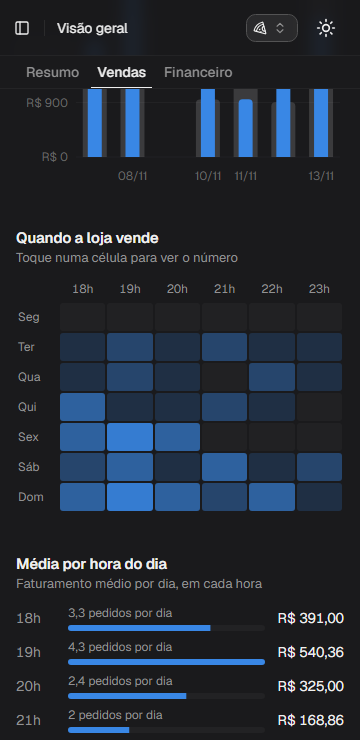 Visão geral
Resumo Vendas Financeiro
R$ 900
R$ 0
08/11 10/11 11/11 13/11
Quando a loja vende
Toque numa célula para ver o número
18h 19h 20h 21h 22h 23h
Seg
Ter
Qua
Qui
Sex
Sáb
Dom
Média por hora do dia
Faturamento médio por dia, em cada hora
18h 3,3 pedidos por dia R$ 391,00
19h 4,3 pedidos por dia R$ 540,36
20h 2,4 pedidos por dia R$ 325,00
21h 2 pedidos por dia R$ 168,86